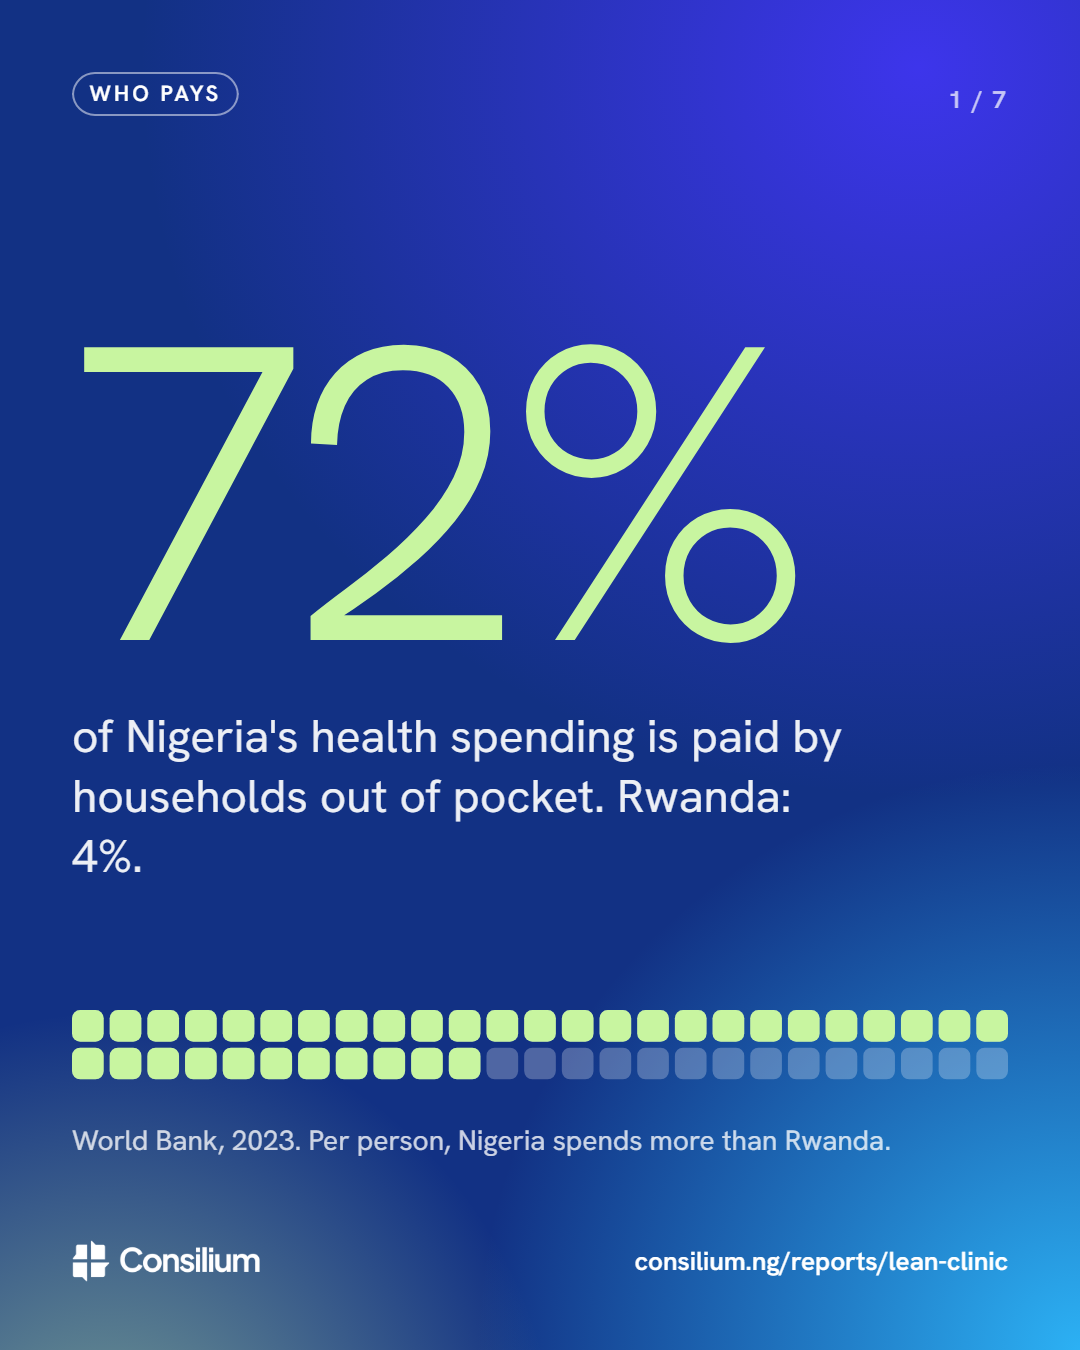 WHO PAYS
1 / 7
72%
of Nigeria's health spending is paid by
households out of pocket. Rwanda:
4%.
World Bank, 2023. Per person, Nigeria spends more than Rwanda.
Consilium
consilium.ng/reports/lean-clinic